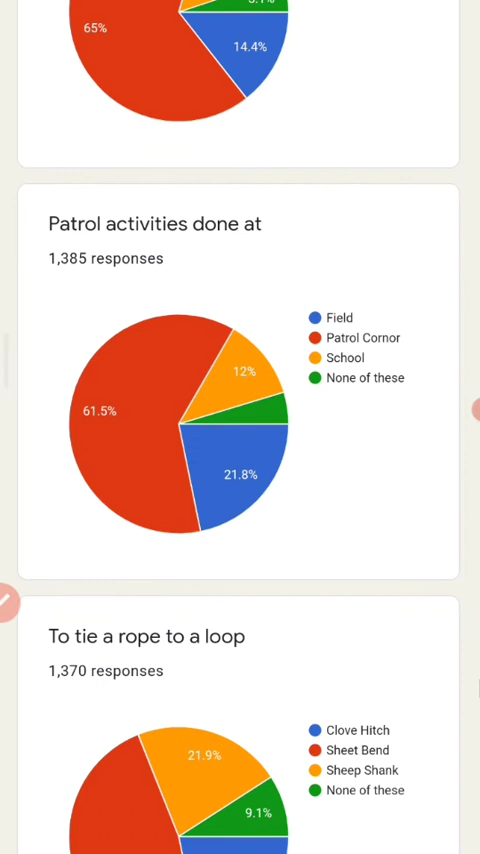 65%
14.4%
Patrol activities done at
1,385 responses
Field
Patrol Cornor
School
None of these
12%
61.5%
21.8%
To tie a rope to a loop
1,370 responses
Clove Hitch
Sheet Bend
Sheep Shank
None of these
21.9%
9.1%